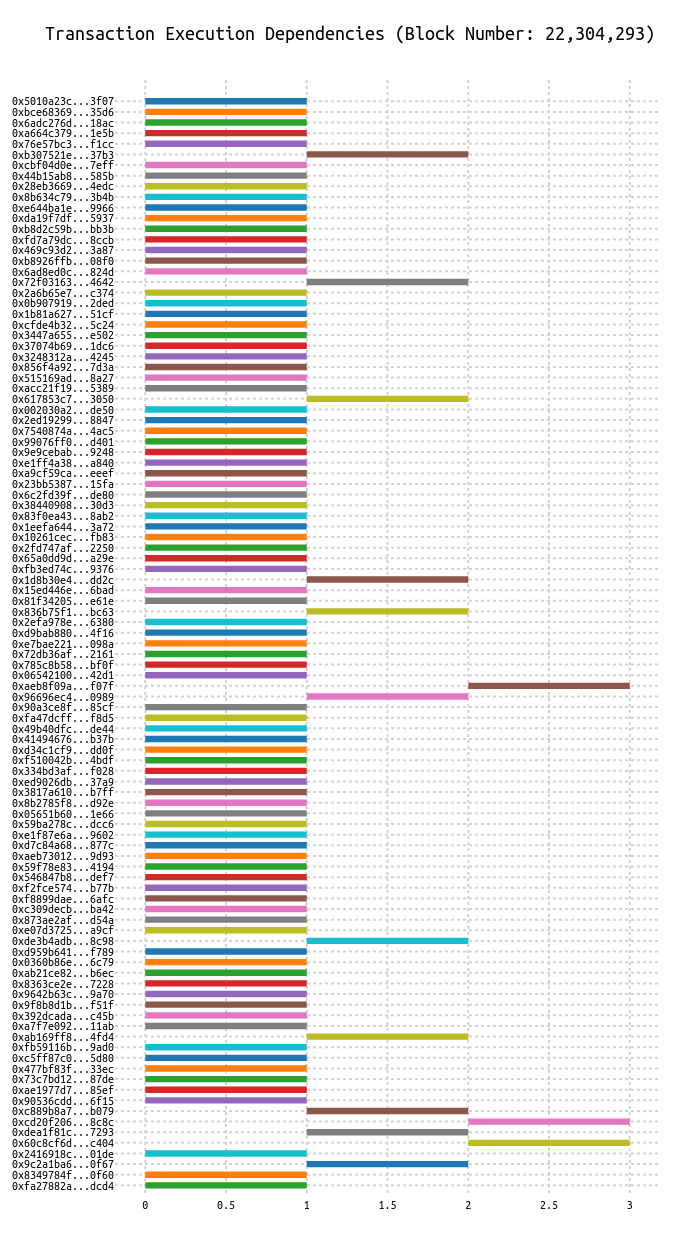 Transaction Execution Dependencies (Block Number: 22,304,293)
0x5010a23c...3f07
0xbce68369...35d6
0x6adc276d...18ac
0xa664c379...1e5b
0x76e57bc3...f1cc
0xb307521e...37b3
0xcbf04d0e...7eff
0x44b15ab8...585b
0x28eb3669...4edc
0x8b634c79...3b4b
0xe644ba1e...9966
0xda19f7df...5937
0xb8d2c59b...bb3b
0xfd7a79dc...8ccb
0x469c93d2...3a87
0xb8926ffb...08f0
0x6ad8ed0c...824d
0x72f03163...4642
0x2a6b65e7...c374
0x0b907919...2ded
0x1b81a627...51cf
0xcfde4b32...5c24
0x3447a655...e502
0x37074b69...1dc6
0x3248312a...4245
0x856f4a92...7d3a
0x515169ad...8a27
0xacc21f19...5389
0x617853c7...3050
0x002030a2...de50
0x2ed19299...8847
0x7540874a...4ac5
0x99076ff0...d401
0x9e9cebab...9248
0xe1ff4a38...a840
0xa9cf59ca...eeef
0x23bb5387...15fa
0x6c2fd39f...de80
0x38440908...30d3
0x83f0ea43...8ab2
0x1eefa644...3a72
0x10261cec...fb83
0x2fd747af...2250
0x65a0dd9d...a29e
0xfb3ed74c...9376
0x1d8b30e4...dd2c
0x15ed446e...6bad
0x81f34205...e61e
0x836b75f1...bc63
0x2efa978e...6380
0xd9bab880...4f16
0xe7bae221...098a
0x72db36af...2161
0x785c8b58...bf0f
0x06542100...42d1
0xaeb8f09a...f07f
0x96696ec4...0989
0x90a3ce8f...85cf
0xfa47dcff...f8d5
0x49b40dfc...de44
0x41494676...b37b
0xd34c1cf9...dd0f
0xf510042b...4bdf
0x334bd3af...f028
0xed9026db...37a9
0x3817a610...b7ff
0x8b2785f8...d92e
0x05651b60...1e66
0x59ba278c...dcc6
0xe1f87e6a...9602
0xd7c84a68...877c
0xaeb73012...9d93
0x59f78e83...4194
0x546847b8...def7
0xf2fce574...b77b
0xf8899dae...6afc
0xc309decb...ba42
0x873ae2af...d54a
0xe07d3725...a9cf
0xde3b4adb...8c98
0xd959b641...f789
0x0360b86e...6c79
0xab21ce82...b6ec
0x8363ce2e...7228
0x9642b63c...9a70
0x9f8b8d1b...f51f
0x392dcada...c45b
0xa7f7e092...11ab
0xab169ff8...4fd4
0xfb59116b...9ad0
0xc5ff87c0...5d80
0x477bf83f...33ec
0x73c7bd12...87de
0xae1977d7...85ef
0x90536cdd...6f15
0xc889b8a7...b079
0xcd20f206...8c8c
0xdea1f81c...7293
0x60c8cf6d...c404
0x2416918c...01de
0x9c2a1ba6...0f67
0x8349784f...0f60
0xfa27882a...dcd4
0 0.5 1 1.5 2 2.5 3